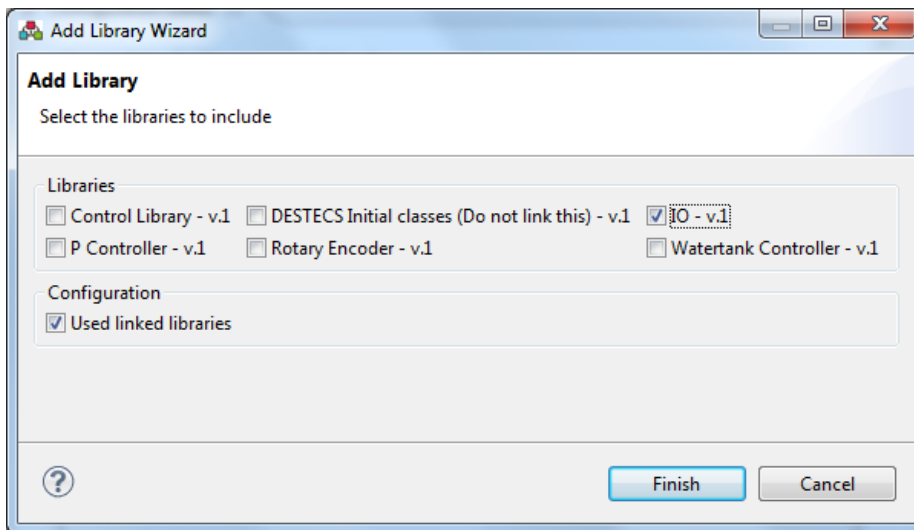 Add Library Wizard
Add Library
Select the libraries to include
Libraries
Control Library - v.1 DESTECS Initial classes (Do not link this) - v.1 IO - v.1
P Controller - v.1 Rotary Encoder - v.1 Watertank Controller - v.1
Configuration
Used linked libraries
Finish Cancel